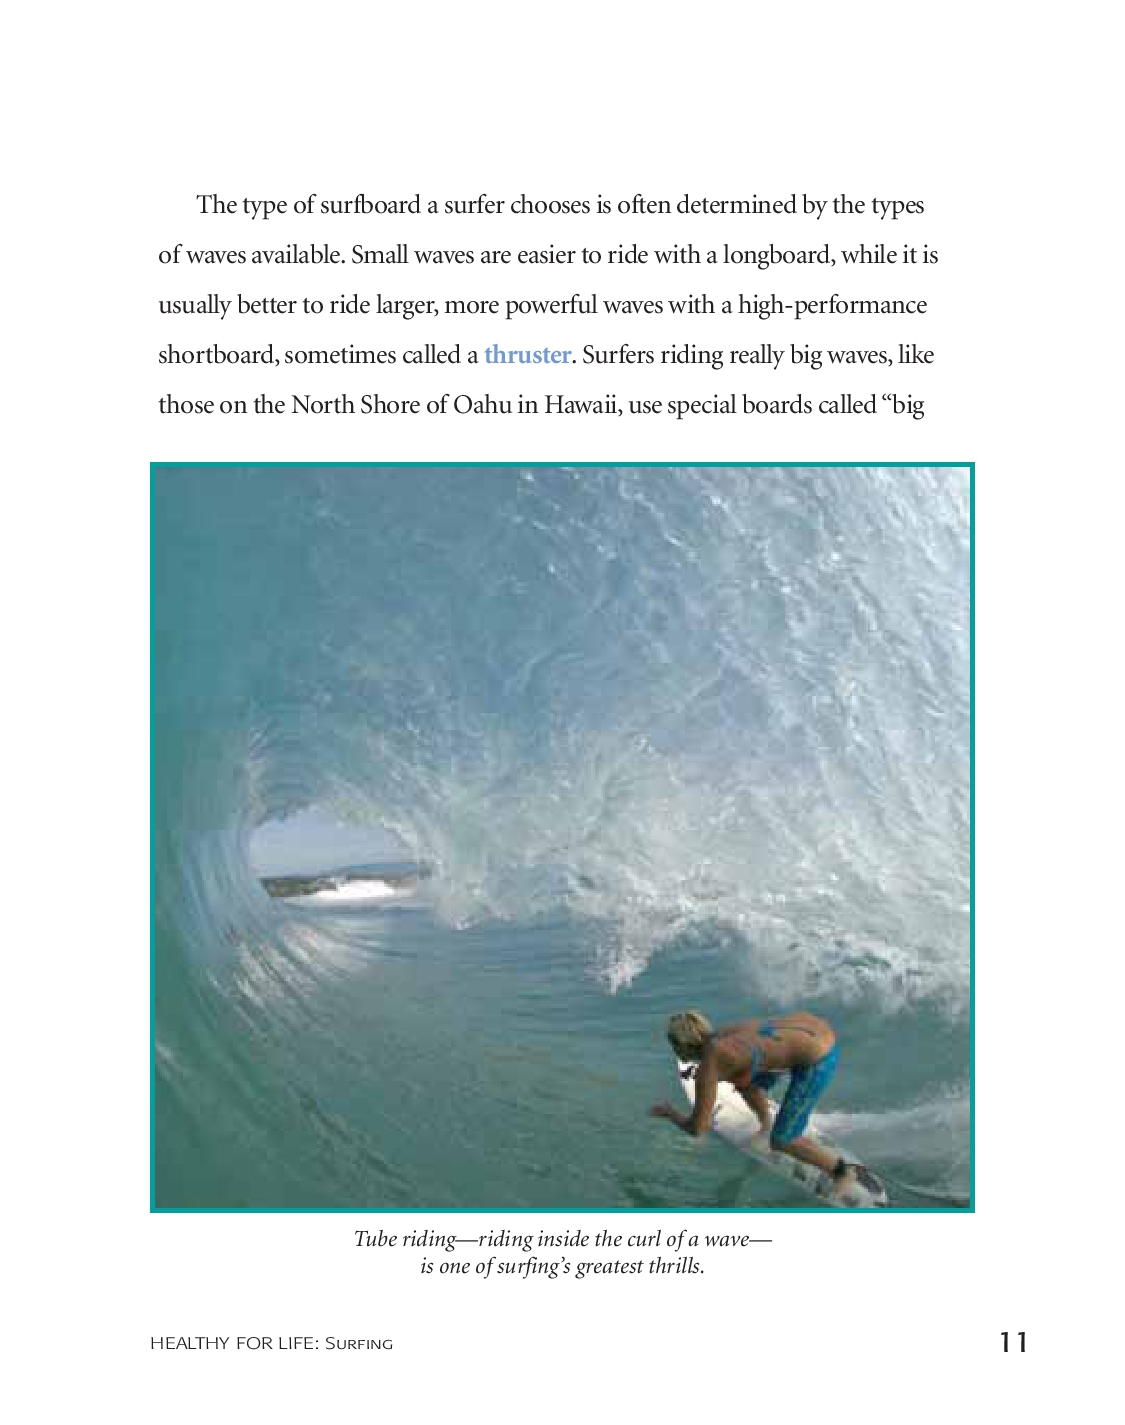 The type of surfboard a surfer chooses is often determined by the types
of waves available. Small waves are easier to ride with a longboard, while it is
usually better to ride larger, more powerful waves with a high-performance
shortboard, sometimes called a thruster. Surfers riding really big waves, like
those on the North Shore of Oahu in Hawaii, use special boards called “big
Tube riding—riding inside the curl of a wave—
is one of surfing’s greatest thrills.
HEALTHY FOR LIFE: SURFING
11